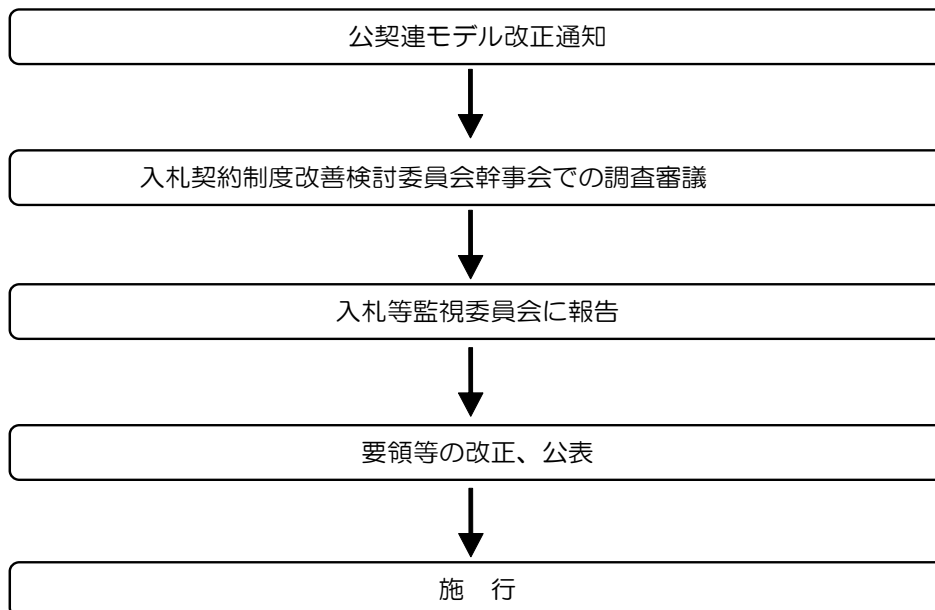 公契連モデル改正通知
入札契約制度改善検討委員会幹事会での調査審議
入札等監視委員会に報告
要領等の改正、公表
施　行